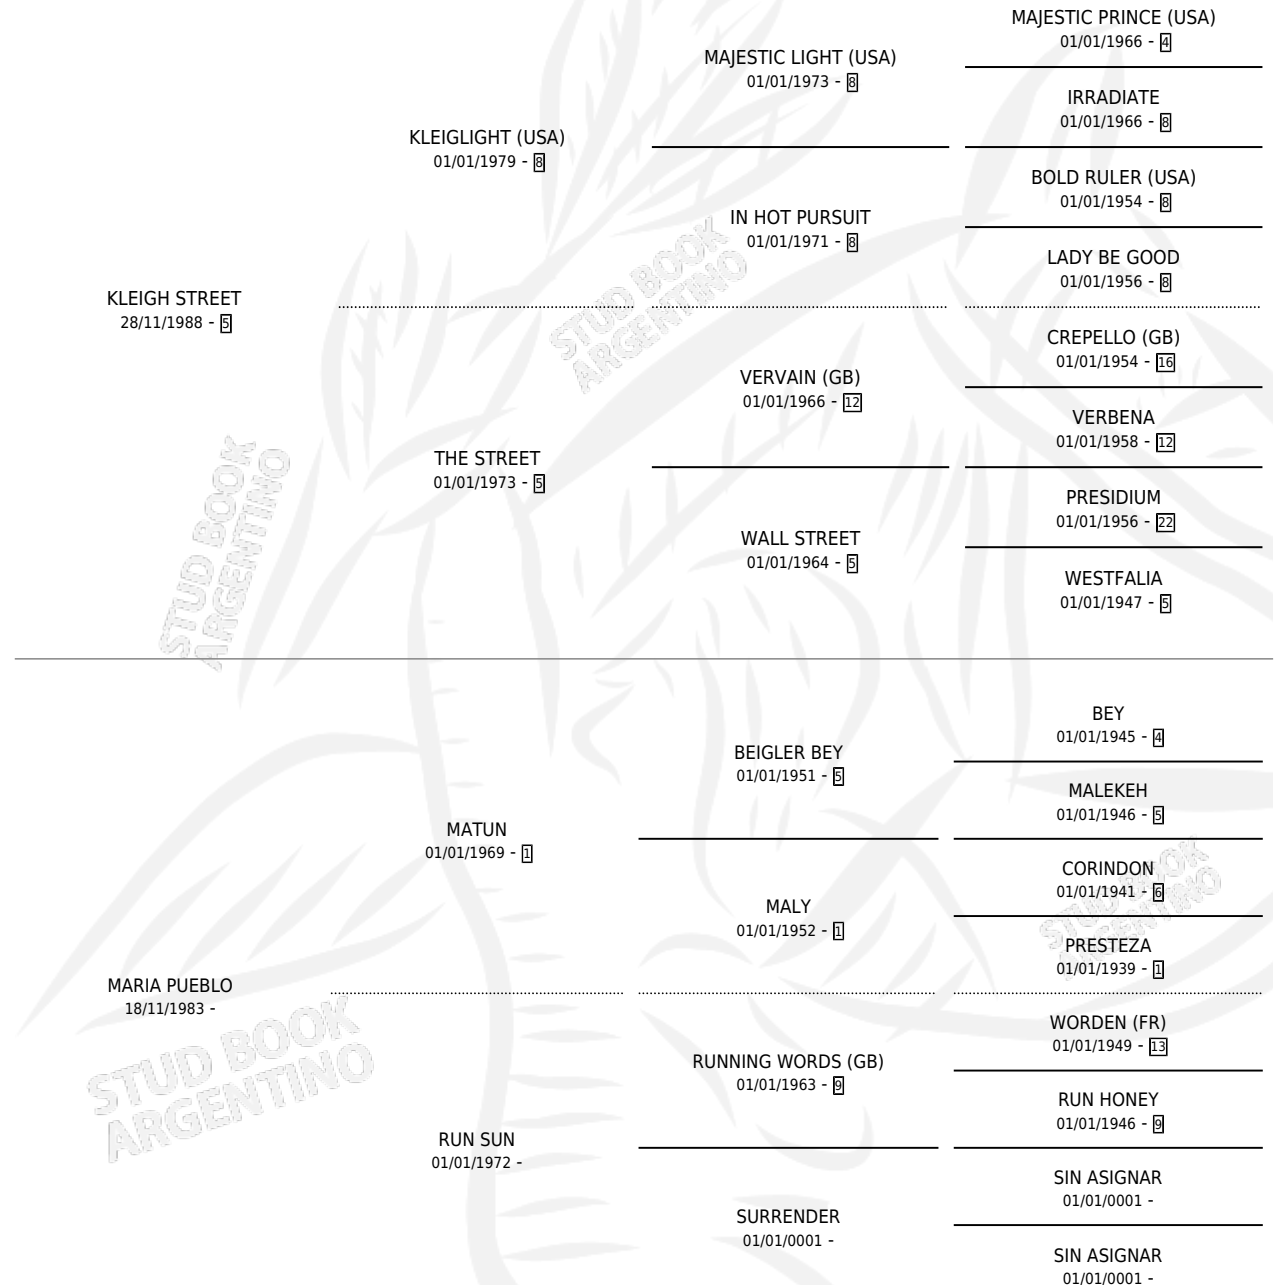 MAJESTIC PRINCE (USA)
01/01/1966 - 4
MAJESTIC LIGHT (USA)
01/01/1973 - 8
IRRADIATE
01/01/1966 - 8
KLEIGLIGHT (USA)
01/01/1979 - 8
BOLD RULER (USA)
01/01/1954 - 8
IN HOT PURSUIT
01/01/1971 - 8
LADY BE GOOD
01/01/1956 - 8
KLEIGH STREET
28/11/1988 - 5
CREPELLO (GB)
01/01/1954 - 16
VERVAIN (GB)
01/01/1966 - 12
VERBENA
01/01/1958 - 12
THE STREET
01/01/1973 - 5
PRESIDIUM
01/01/1956 - 22
WALL STREET
01/01/1964 - 5
WESTFALIA
01/01/1947 - 5
BEY
01/01/1945 - 4
BEIGLER BEY
01/01/1951 - 5
MALEKEH
01/01/1946 - 5
MATUN
01/01/1969 - 1
CORINDON
01/01/1941 - 6
MALY
01/01/1952 - 1
PRESTEZA
01/01/1939 - 1
MARIA PUEBLO
18/11/1983 -
WORDEN (FR)
01/01/1949 - 13
RUNNING WORDS (GB)
01/01/1963 - 9
RUN HONEY
01/01/1946 - 9
RUN SUN
01/01/1972 -
SIN ASIGNAR
01/01/0001 -
SURRENDER
01/01/0001 -
SIN ASIGNAR
01/01/0001 -
STUD BOOK
ARGENTINO
STUD BOOK
ARGENTINO
STUD BOOK
ARGENTINO
STUD BOOK
ARGENTINO